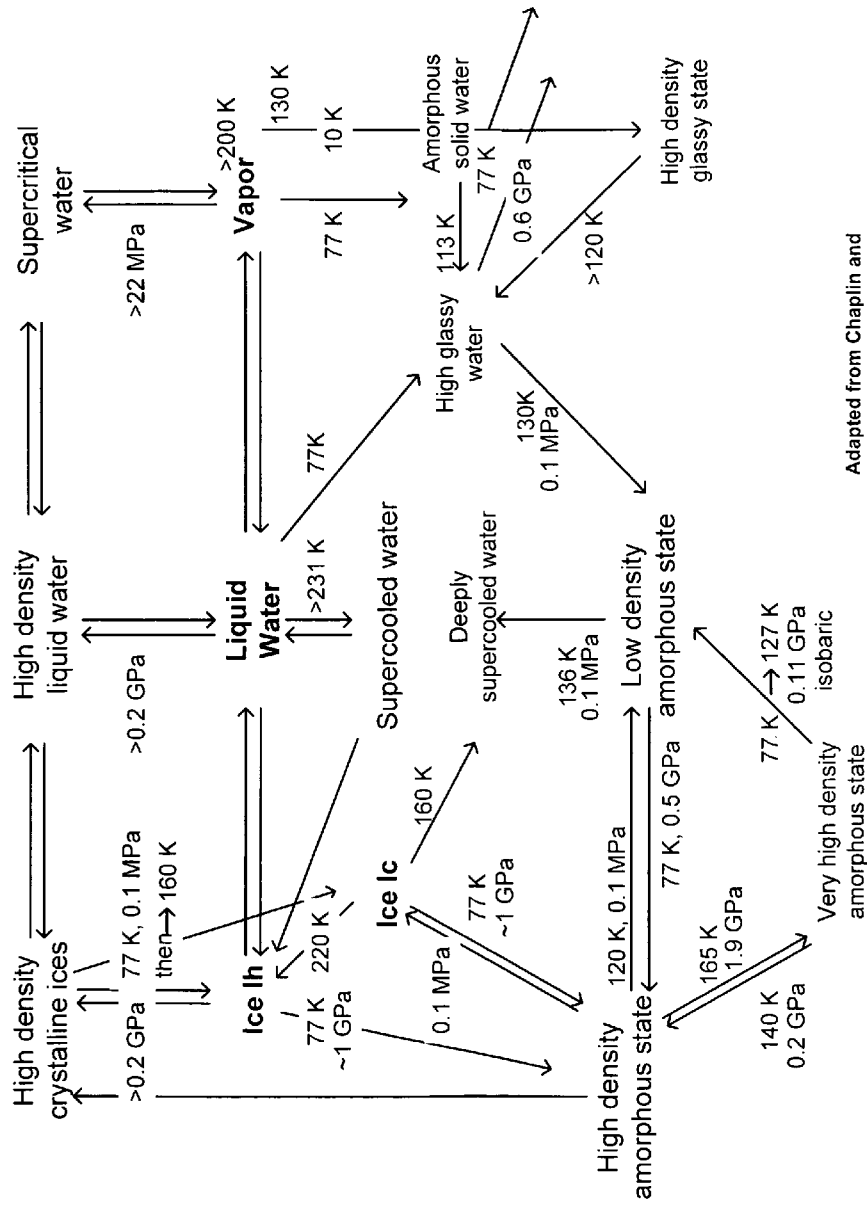 High density
crystalline ices
High density
liquid water
Supercritical
water
>0.2 GPa
77 K, 0.1 MPa
then→160 K
>0.2 GPa
>22 MPa
Ice Ih
Liquid
Water
Vapor
>200 K
220 K
77 K
~1 GPa
>231 K
77K
77 K
130 K
10 K
Ice Ic
Supercooled water
160 K
0.1 MPa
77 K
~1 GPa
Deeply
supercooled water
High glassy
water
113 K
Amorphous
solid water
77 K
0.6 GPa
136 K
0.1 MPa
130K
0.1 MPa
>120 K
High density
amorphous state
120 K, 0.1 MPa
77 K, 0.5 GPa
Low density
amorphous state
High density
glassy state
140 K
0.2 GPa
165 K
1.9 GPa
77 K →127 K
0.11 GPa
isobaric
Very high density
amorphous state
Adapted from Chaplin and